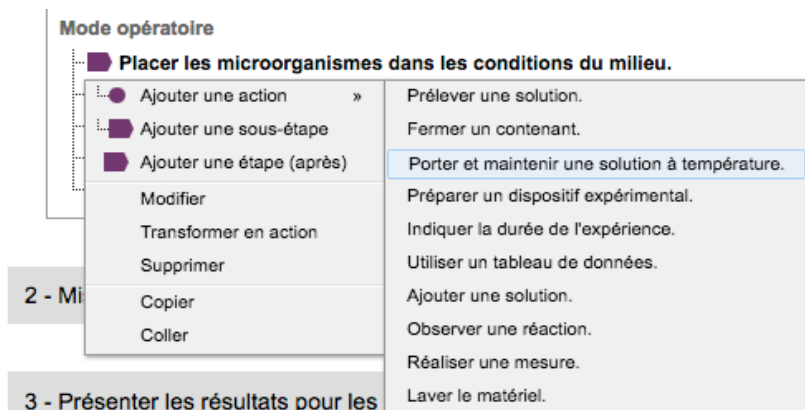 Mode opératoire
Placer les microorganismes dans les conditions du milieu.
Ajouter une action »
Ajouter une sous-étape
Ajouter une étape (après)
Modifier
Transformer en action
Supprimer
Copier
Coller
Prélever une solution.
Fermer un contenant.
Porter et maintenir une solution à température.
Préparer un dispositif expérimental.
Indiquer la durée de l'expérience.
Utiliser un tableau de données.
Ajouter une solution.
Observer une réaction.
Réaliser une mesure.
Laver le matériel.
2 -
3 - Présenter les résultats pour les